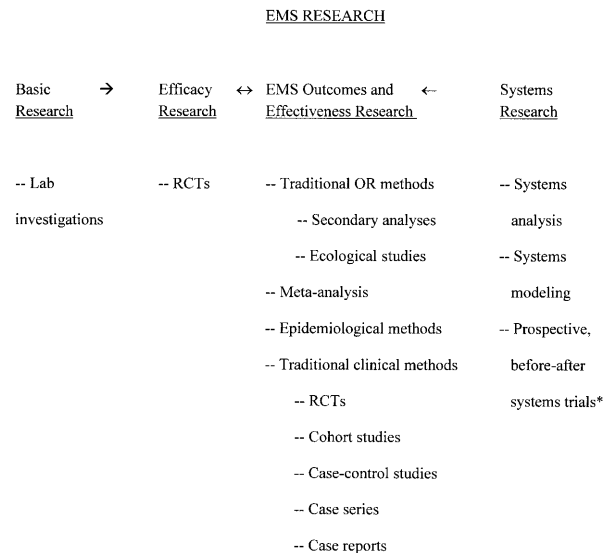 EMS RESEARCH
Basic → Efficacy ↔ EMS Outcomes and ← Systems
Research Research Effectiveness Research Research
-- Lab -- RCTs -- Traditional OR methods -- Systems
investigations -- Secondary analyses analysis
-- Ecological studies -- Systems
-- Meta-analysis modeling
-- Epidemiological methods -- Prospective,
-- Traditional clinical methods before-after
-- RCTs systems trials*
-- Cohort studies
-- Case-control studies
-- Case series
-- Case reports